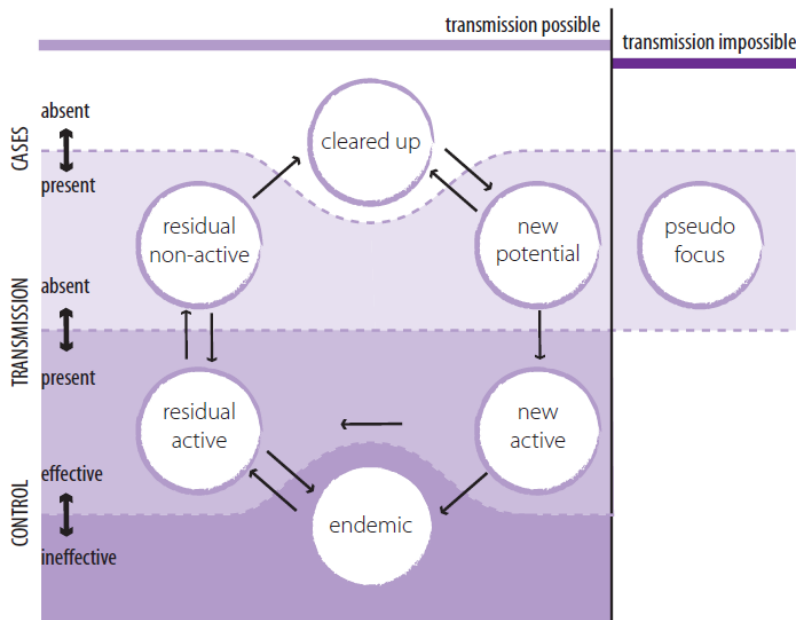 transmission possible
transmission impossible
CASES
absent
present
cleared up
residual
non-active
new
potential
pseudo
focus
TRANSMISSION
absent
present
residual
active
new
active
CONTROL
effective
ineffective
endemic